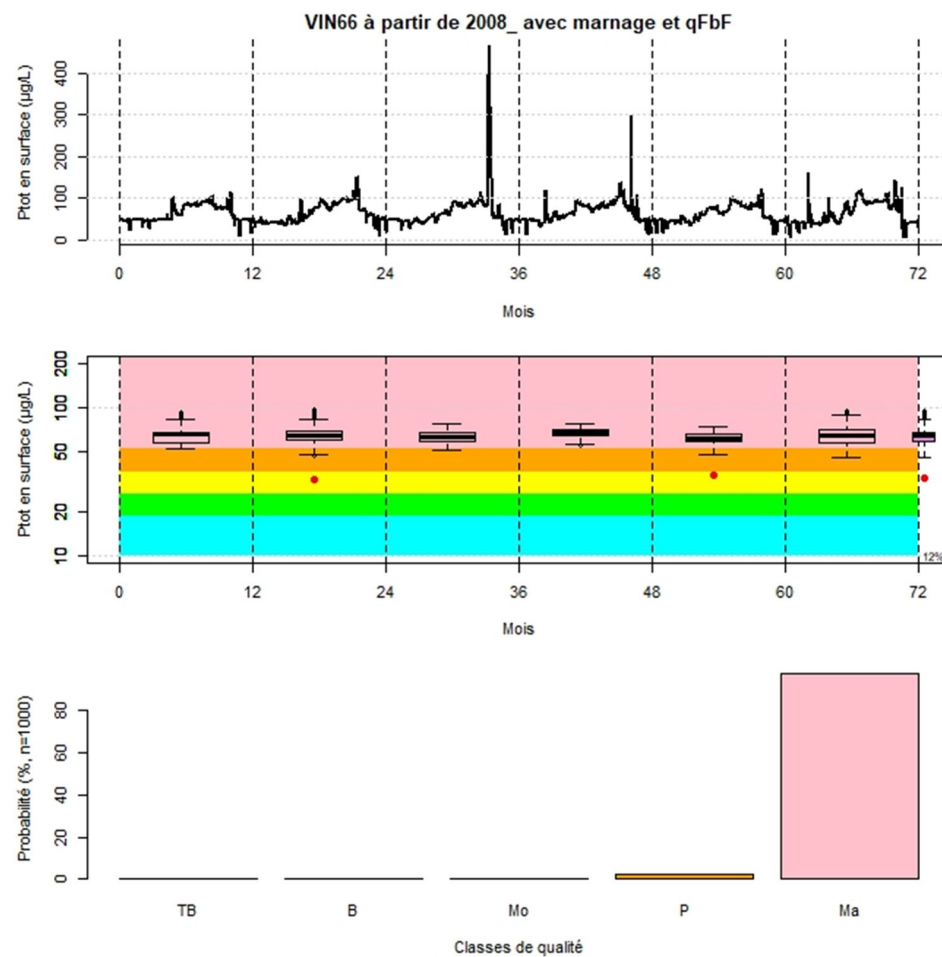 VIN66 à partir de 2008_ avec marnage et qFbF
Ptot en surface (µg/L)
400
300
200
100
0
0 12 24 36 48 60 72
Mois
Ptot en surface (µg/L)
200
100
50
20
10
12%
0 12 24 36 48 60 72
Mois
Probabilité (%, n=1000)
80
60
40
20
0
TB B Mo P Ma
Classes de qualité